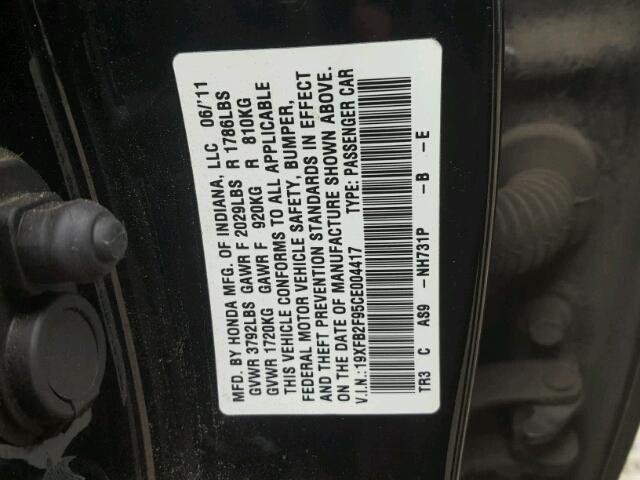 MFD. BY HONDA MFG. OF INDIANA, LLC 06/'11
GVWR 3792LBS GAWR F 2029LBS R 1786LBS
GVWR 1720KG GAWR F 920KG R 810KG
THIS VEHICLE CONFORMS TO ALL APPLICABLE
FEDERAL MOTOR VEHICLE SAFETY, BUMPER,
AND THEFT PREVENTION STANDARDS IN EFFECT
ON THE DATE OF MANUFACTURE SHOWN ABOVE.
V.I.N.:19XFB2F95CE004417 TYPE: PASSENGER CAR
TR3 C AS9 -NH731P -B -E